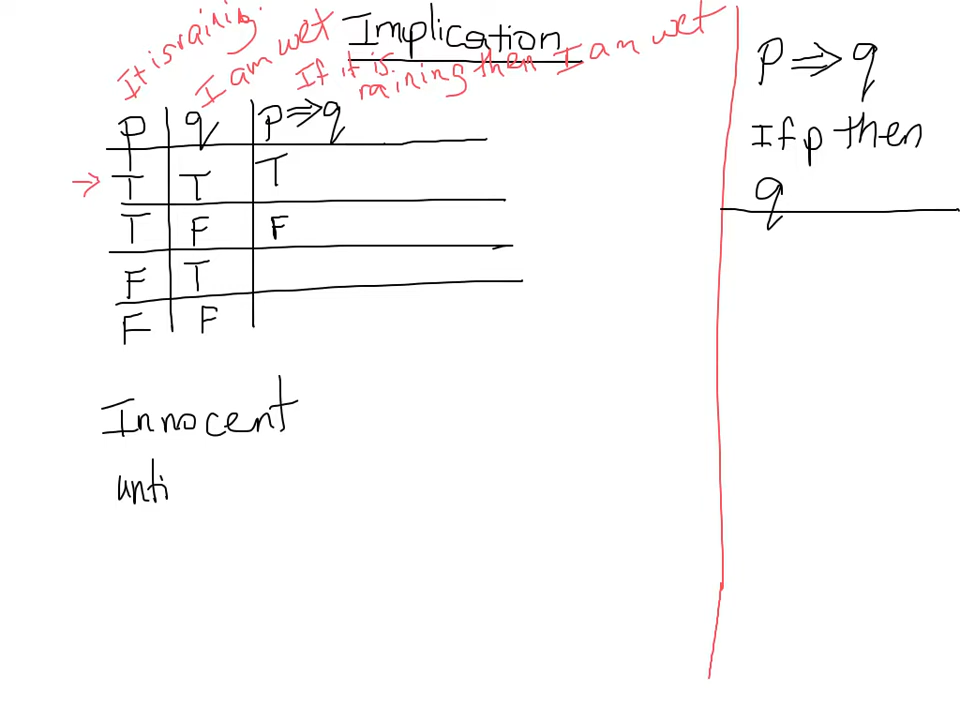 Implication
It is raining.
I am wet
If it is raining then I am wet
p q p⇒q
→ T T T
T F F
F T
F F
Innocent
unti
p⇒q
If p then
q